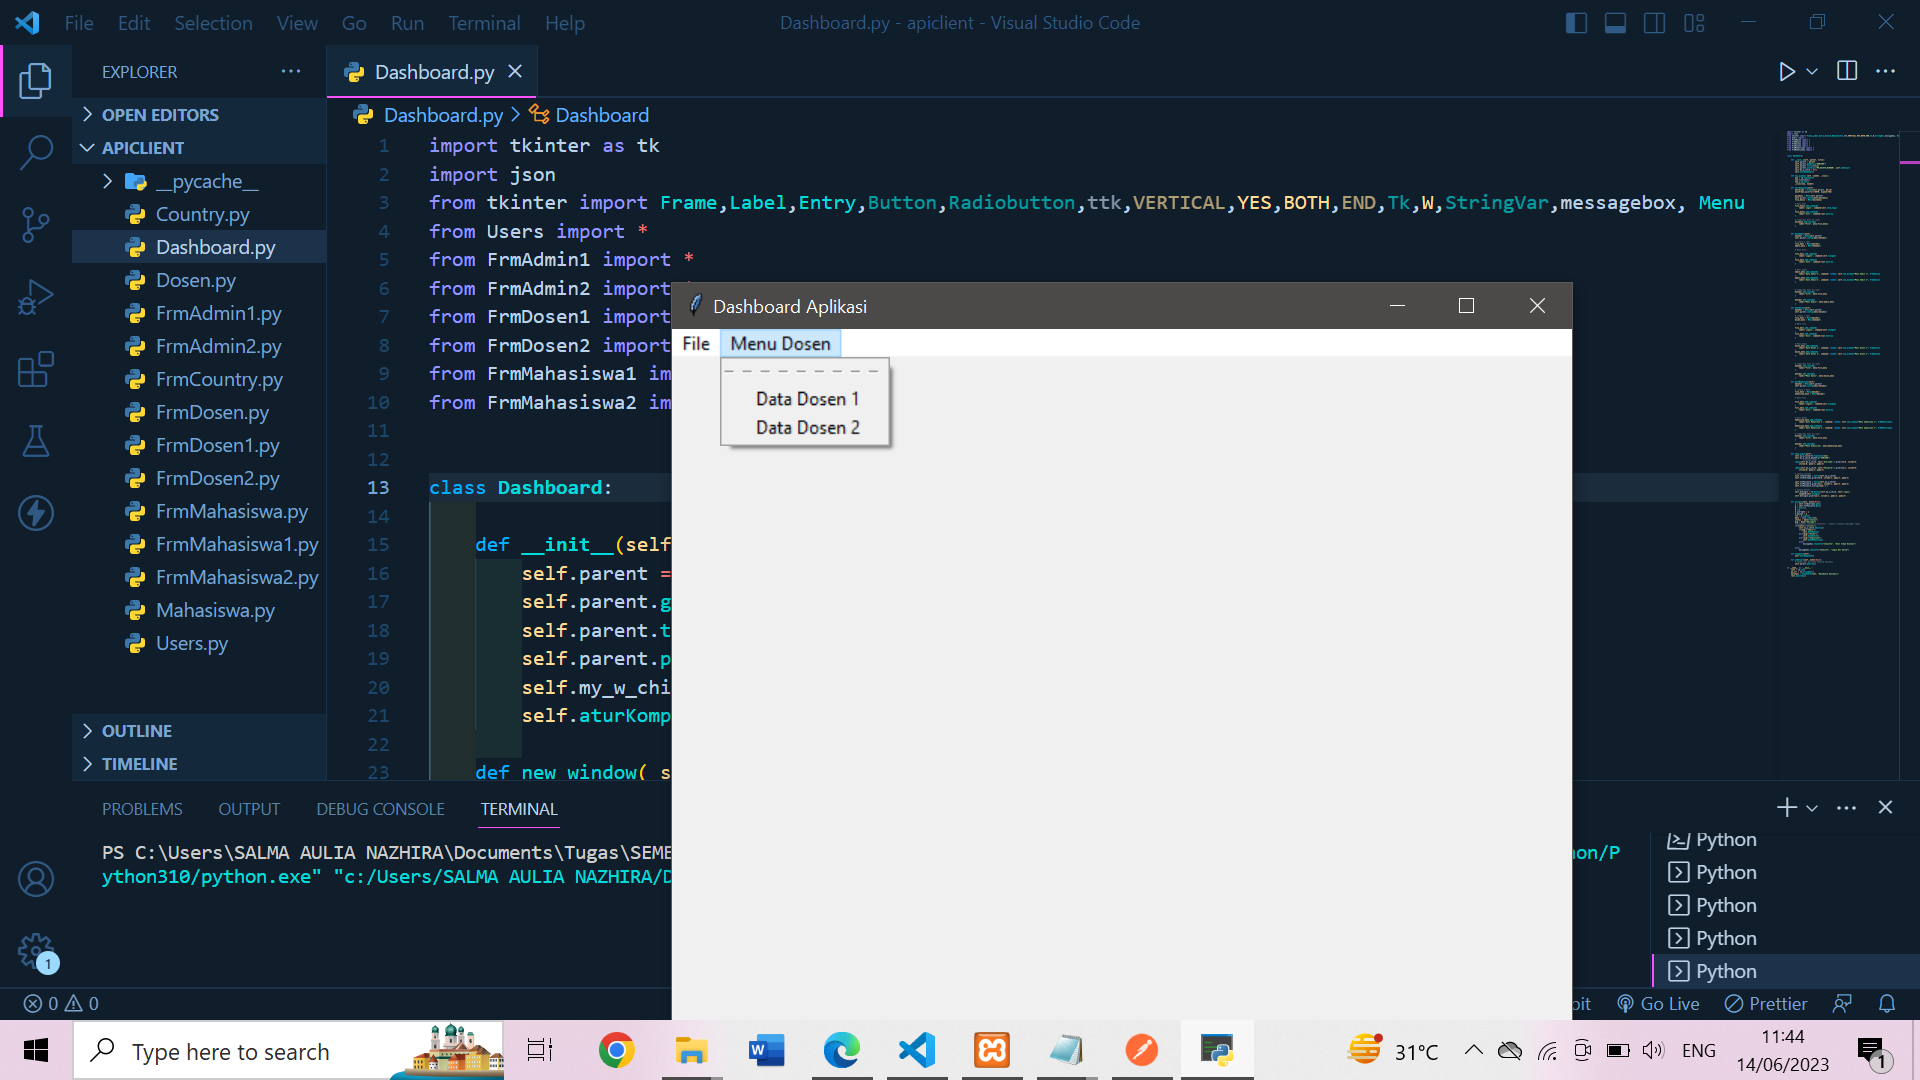 File Edit Selection View Go Run Terminal Help
Dashboard.py - apiclient - Visual Studio Code
EXPLORER
OPEN EDITORS
APICLIENT
__pycache__
Country.py
Dashboard.py
Dosen.py
FrmAdmin1.py
FrmAdmin2.py
FrmCountry.py
FrmDosen.py
FrmDosen1.py
FrmDosen2.py
FrmMahasiswa.py
FrmMahasiswa1.py
FrmMahasiswa2.py
Mahasiswa.py
Users.py
OUTLINE
TIMELINE
Dashboard.py
Dashboard.py > Dashboard
1 import tkinter as tk
2 import json
3 from tkinter import Frame,Label,Entry,Button,Radiobutton,ttk,VERTICAL,YES,BOTH,END,Tk,W,StringVar,messagebox, Menu
4 from Users import *
5 from FrmAdmin1 import *
6 from FrmAdmin2 import
7 from FrmDosen1 import
8 from FrmDosen2 import
9 from FrmMahasiswa1 im
10 from FrmMahasiswa2 im
11
12
13 class Dashboard:
14
15 def __init__(self
16 self.parent =
17 self.parent.g
18 self.parent.t
19 self.parent.p
20 self.my_w_chi
21 self.aturKomp
22
23 def new_window( s
Dashboard Aplikasi
File Menu Dosen
Data Dosen 1
Data Dosen 2
PROBLEMS OUTPUT DEBUG CONSOLE TERMINAL
PS C:\Users\SALMA AULIA NAZHIRA\Documents\Tugas\SEME
on/P
ython310/python.exe" "c:/Users/SALMA AULIA NAZHIRA/D
Python
Python
Python
Python
Python
1
0 0
bit Go Live Prettier
Type here to search
31°C
ENG
11:44
14/06/2023
1